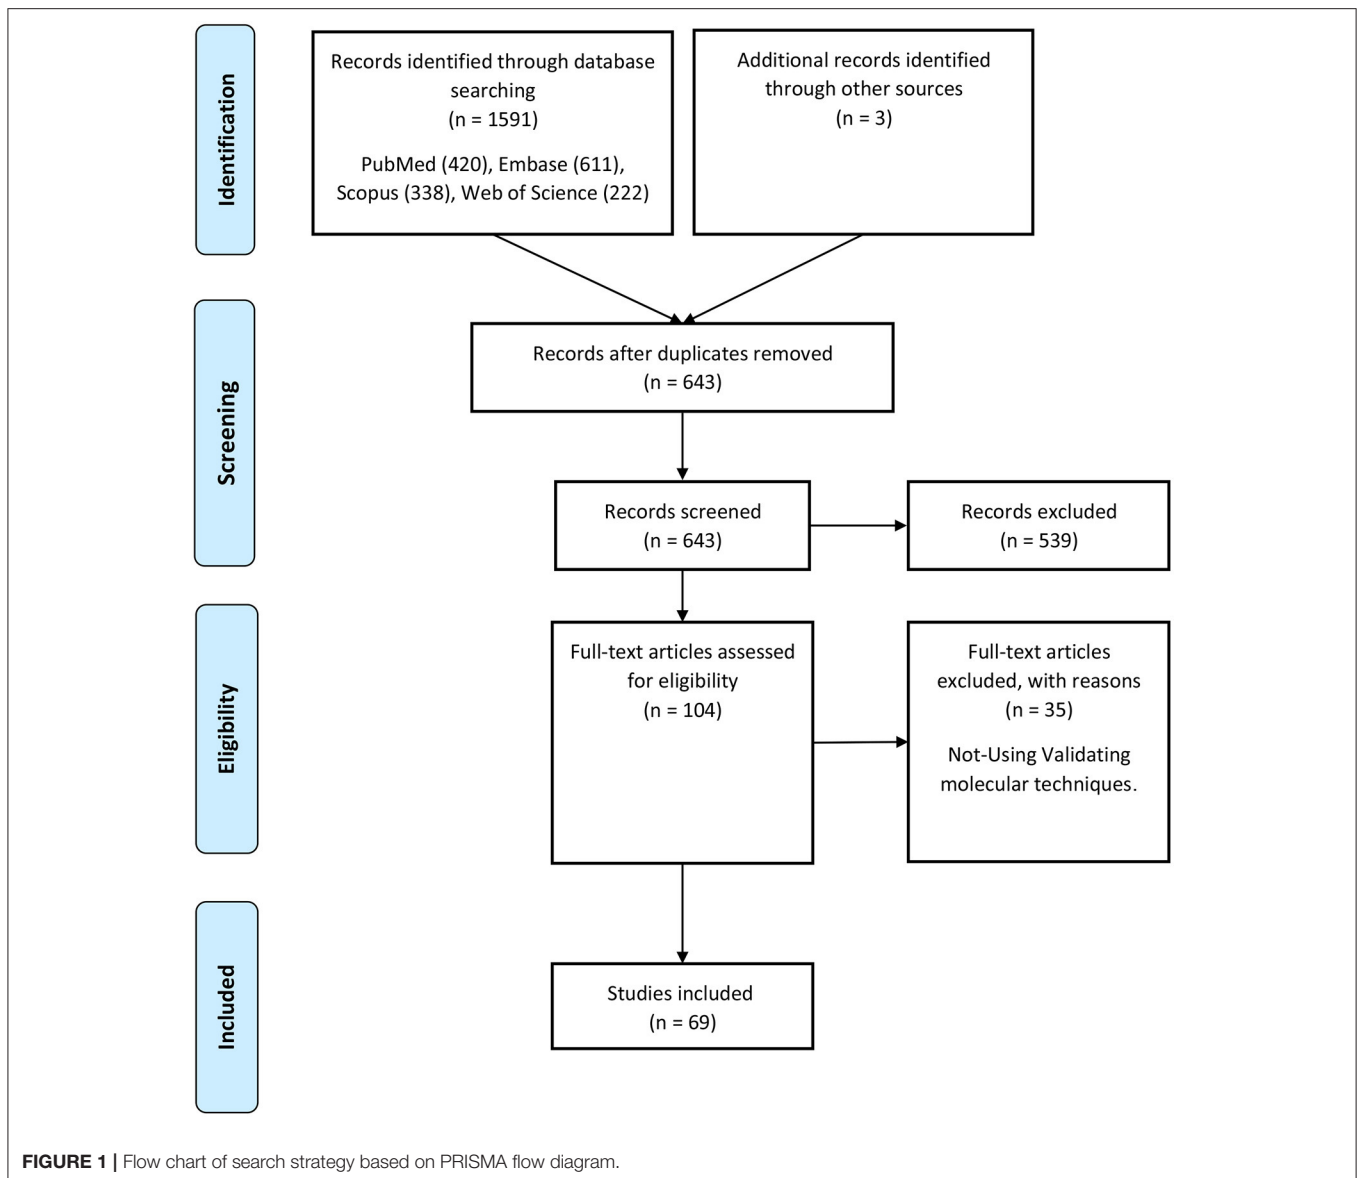 Identification
Records identified through database
searching
(n = 1591)
PubMed (420), Embase (611),
Scopus (338), Web of Science (222)
Additional records identified
through other sources
(n = 3)
Screening
Records after duplicates removed
(n = 643)
Records screened
(n = 643)
Records excluded
(n = 539)
Eligibility
Full-text articles assessed
for eligibility
(n = 104)
Full-text articles
excluded, with reasons
(n = 35)
Not-Using Validating
molecular techniques.
Included
Studies included
(n = 69)
FIGURE 1 | Flow chart of search strategy based on PRISMA flow diagram.